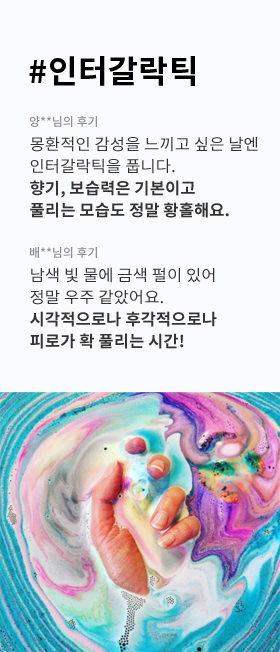 #인터갈락틱
양**님의 후기
몽환적인 감성을 느끼고 싶은 날엔
인터갈락틱을 풉니다.
향기, 보습력은 기본이고
풀리는 모습도 정말 황홀해요.
배**님의 후기
남색 빛 물에 금색 펄이 있어
정말 우주 같았어요.
시각적으로나 후각적으로나
피로가 확 풀리는 시간!